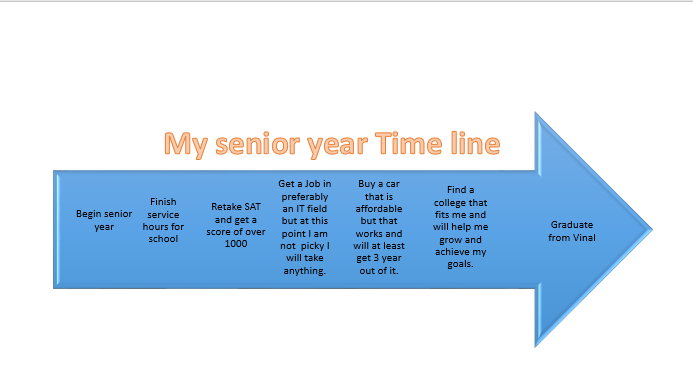 My senior year Time line
Begin senior
year
Finish
service
hours for
school
Retake SAT
and get a
score of over
1000
Get a Job in
preferably
an IT field
but at this
point I am
not picky I
will take
anything.
Buy a car
that is
affordable
but that
works and
will at least
get 3 year
out of it.
Find a
college that
fits me and
will help me
grow and
achieve my
goals.
Graduate
from Vinal